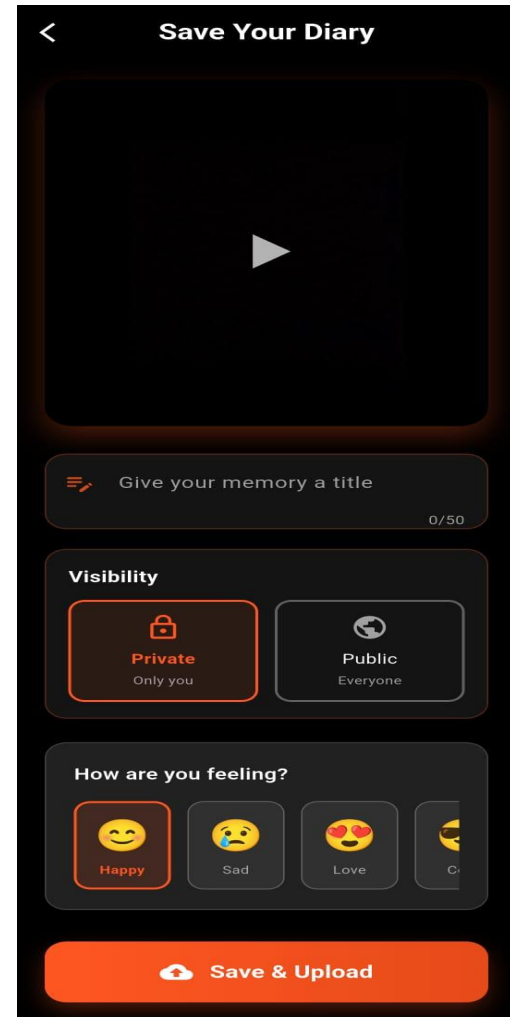 Save Your Diary
Give your memory a title
0/50
Visibility
Private
Public
Only you
Everyone
How are you feeling?
Happy
Sad
Love
Save & Upload